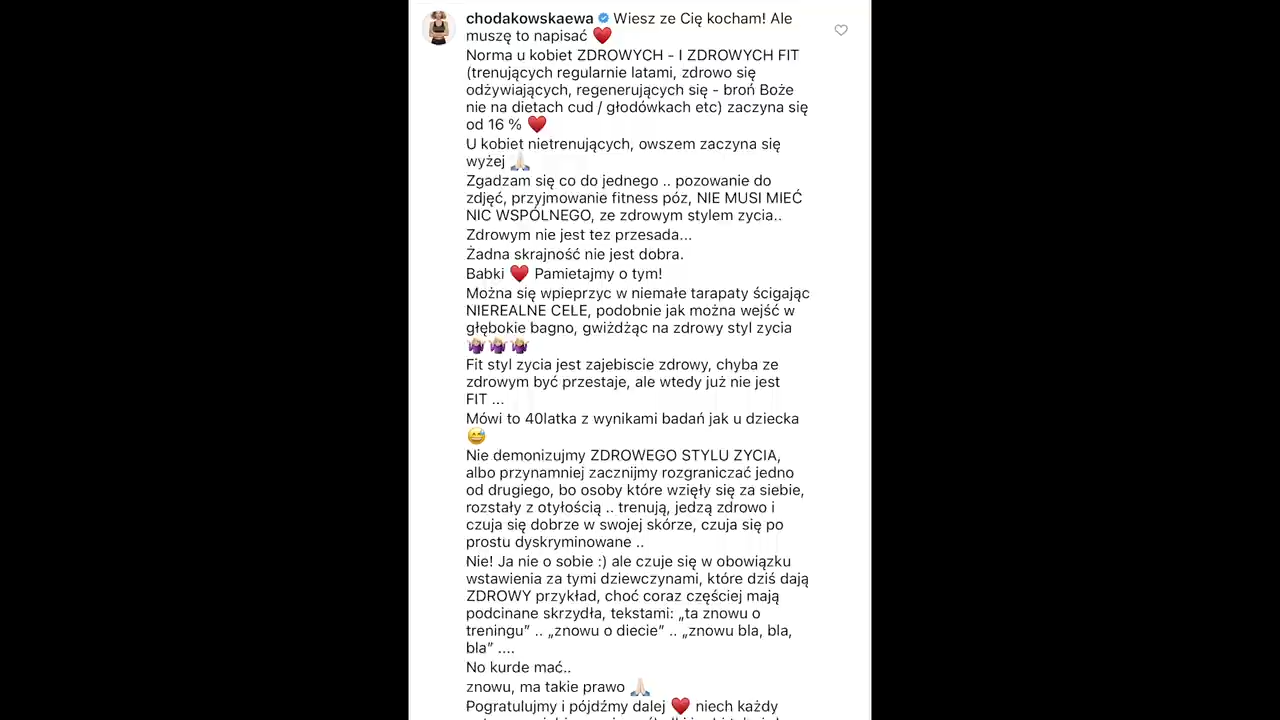 chodakowskaewa Wiesz ze Cię kocham! Ale
muszę to napisać ❤️
Norma u kobiet ZDROWYCH - I ZDROWYCH FIT
(trenujących regularnie latami, zdrowo się
odżywiających, regenerujących się - broń Boże
nie na dietach cud / głodówkach etc) zaczyna się
od 16 % ❤️
U kobiet nietrenujących, owszem zaczyna się
wyżej 🙏🏻
Zgadzam się co do jednego .. pozowanie do
zdjęć, przyjmowanie fitness póz, NIE MUSI MIEĆ
NIC WSPÓLNEGO, ze zdrowym stylem zycia..
Zdrowym nie jest tez przesada...
Żadna skrajność nie jest dobra.
Babki ❤️ Pamietajmy o tym!
Można się wpieprzyc w niemałe tarapaty ścigając
NIEREALNE CELE, podobnie jak można wejść w
głębokie bagno, gwiżdżąc na zdrowy styl zycia
🤷🏼‍♀️🤷🏼‍♀️🤷🏼‍♀️
Fit styl zycia jest zajebiscie zdrowy, chyba ze
zdrowym być przestaje, ale wtedy już nie jest
FIT ...
Mówi to 40latka z wynikami badań jak u dziecka
😅
Nie demonizujmy ZDROWEGO STYLU ZYCIA,
albo przynamniej zacznijmy rozgraniczać jedno
od drugiego, bo osoby które wzięły się za siebie,
rozstały z otyłością .. trenują, jedzą zdrowo i
czuja się dobrze w swojej skórze, czuja się po
prostu dyskryminowane ..
Nie! Ja nie o sobie :) ale czuje się w obowiązku
wstawienia za tymi dziewczynami, które dziś dają
ZDROWY przykład, choć coraz częściej mają
podcinane skrzydła, tekstami: „ta znowu o
treningu” .. „znowu o diecie” .. „znowu bla, bla,
bla” ....
No kurde mać..
znowu, ma takie prawo 🙏🏻
Pogratulujmy i pójdźmy dalej ❤️ niech każdy